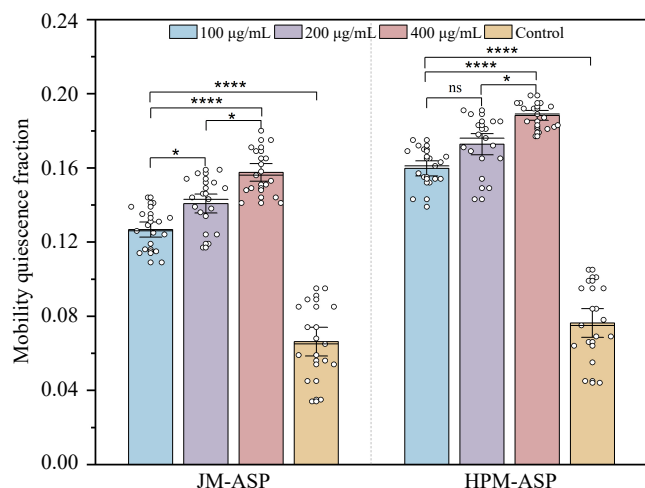 0.24
100 μg/mL 200 μg/mL 400 μg/mL Control
****
****
**** ****
0.20 ns *
*
*
0.16
0.12
0.08
0.04
0.00
Mobility quiescence fraction
JM-ASP HPM-ASP